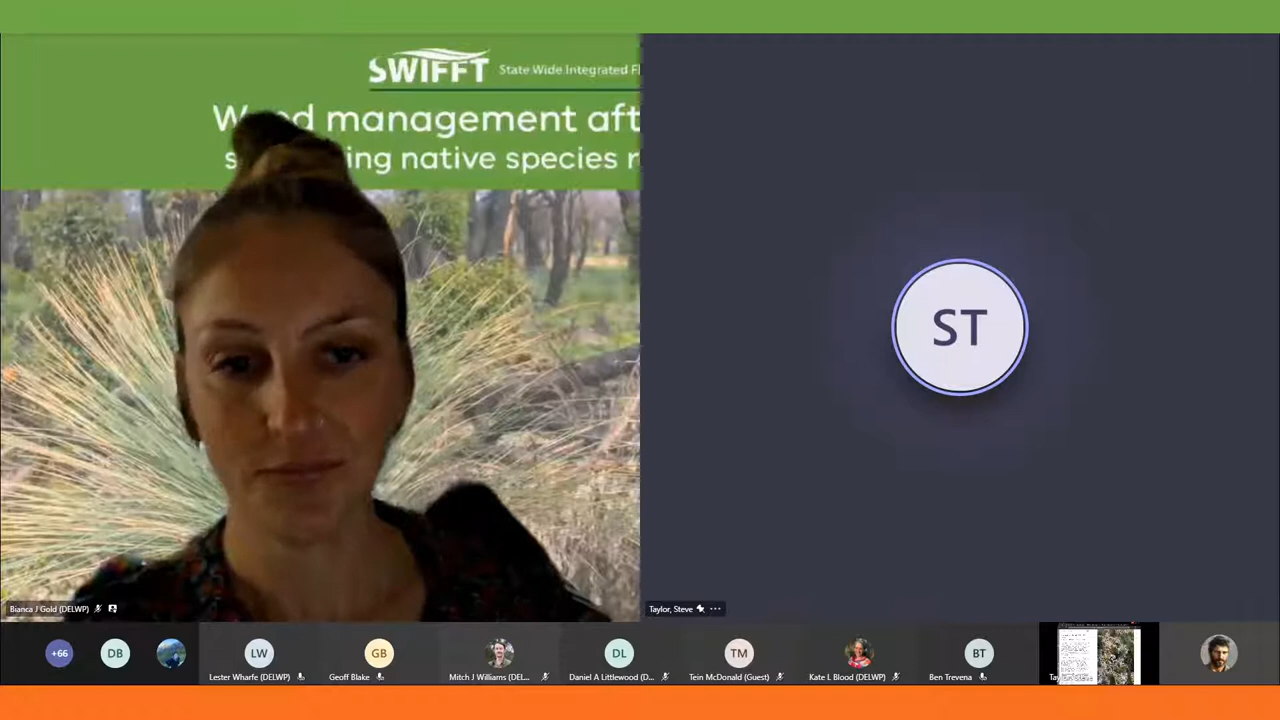 SWIFFT State Wide Integrated Fl
Weed management aft
s ing native species r
ST
Bianca J Gold (DELWP)
Taylor, Steve
+66
DB
LW
GB
DL
TM
BT
Lester Wharfe (DELWP)
Geoff Blake
Mitch J Williams (DEL...
Daniel A Littlewood (D...
Tein McDonald (Guest)
Kate L Blood (DELWP)
Ben Trevena
Tay